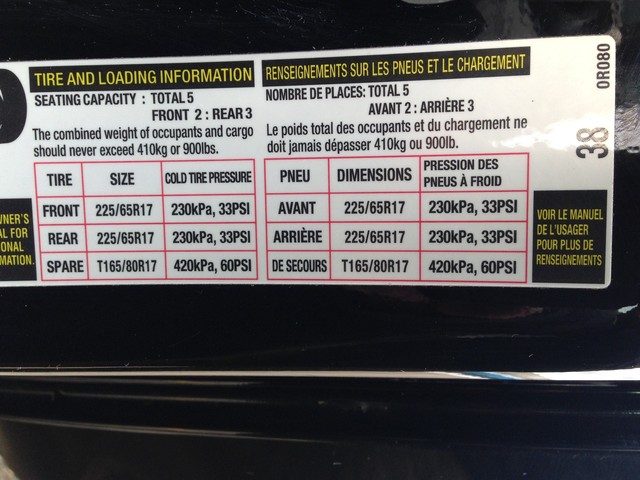 TIRE AND LOADING INFORMATION
SEATING CAPACITY : TOTAL 5
FRONT 2 : REAR 3
The combined weight of occupants and cargo
should never exceed 410kg or 900lbs.
TIRE SIZE COLD TIRE PRESSURE
FRONT 225/65R17 230kPa, 33PSI
REAR 225/65R17 230kPa, 33PSI
SPARE T165/80R17 420kPa, 60PSI
RENSEIGNEMENTS SUR LES PNEUS ET LE CHARGEMENT
NOMBRE DE PLACES: TOTAL 5
AVANT 2 : ARRIÈRE 3
Le poids total des occupants et du chargement ne
doit jamais dépasser 410kg ou 900lb.
PNEU DIMENSIONS PRESSION DES
PNEUS À FROID
AVANT 225/65R17 230kPa, 33PSI
ARRIÈRE 225/65R17 230kPa, 33PSI
DE SECOURS T165/80R17 420kPa, 60PSI
VOIR LE MANUEL
DE L'USAGER
POUR PLUS DE
RENSEIGNEMENTS
38
0R080